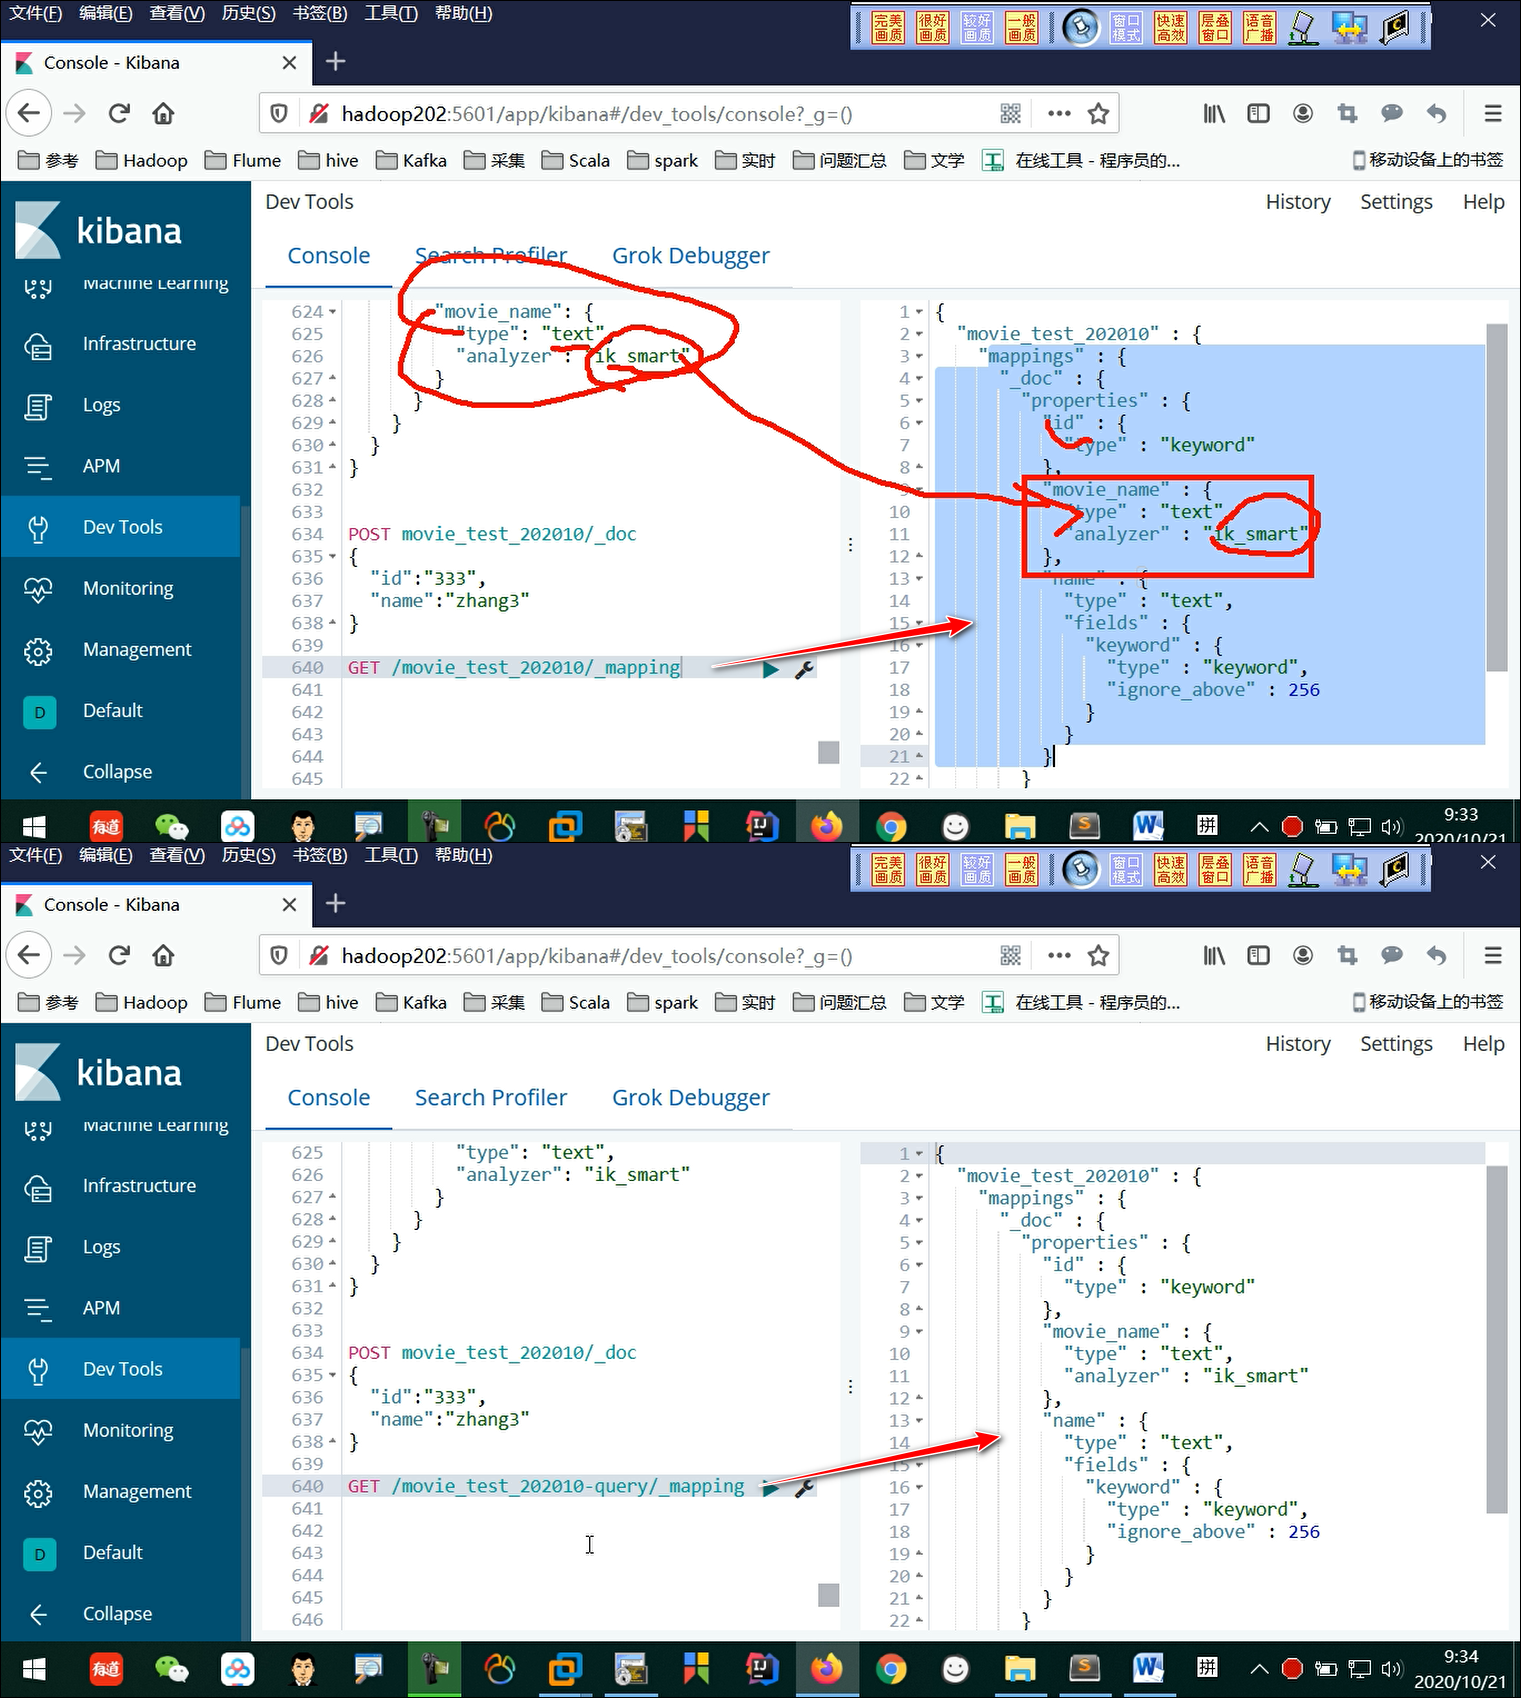 文件(F) 编辑(E) 查看(V) 历史(S) 书签(B) 工具(T) 帮助(H)
完美画质 很好画质 较好画质 一般画质 窗口模式 快速高效 层叠窗口 语音广播
Console - Kibana
hadoop202:5601/app/kibana#/dev_tools/console?_g=()
参考 Hadoop Flume hive Kafka 采集 Scala spark 实时 问题汇总 文学 在线工具 - 程序员的... 移动设备上的书签
kibana
Machine Learning
Infrastructure
Logs
APM
Dev Tools
Monitoring
Management
D Default
Collapse
Dev Tools
History Settings Help
Console Search Profiler Grok Debugger
624 "movie_name": {
625 "type": "text",
626 "analyzer": "ik_smart"
627 }
628 }
629 }
630 }
631 }
632
633
634 POST movie_test_202010/_doc
635 {
636 "id":"333",
637 "name":"zhang3"
638 }
639
640 GET /movie_test_202010/_mapping
641
642
643
644
645
1 {
2 "movie_test_202010" : {
3 "mappings" : {
4 "_doc" : {
5 "properties" : {
6 "id" : {
7 "type" : "keyword"
8 },
9 "movie_name" : {
10 "type" : "text",
11 "analyzer" : "ik_smart"
12 },
13 "name" : {
14 "type" : "text",
15 "fields" : {
16 "keyword" : {
17 "type" : "keyword",
18 "ignore_above" : 256
19 }
20 }
21 }
22 }
有道
拼
9:33
2020/10/21
文件(F) 编辑(E) 查看(V) 历史(S) 书签(B) 工具(T) 帮助(H)
完美画质 很好画质 较好画质 一般画质 窗口模式 快速高效 层叠窗口 语音广播
Console - Kibana
hadoop202:5601/app/kibana#/dev_tools/console?_g=()
参考 Hadoop Flume hive Kafka 采集 Scala spark 实时 问题汇总 文学 在线工具 - 程序员的... 移动设备上的书签
kibana
Machine Learning
Infrastructure
Logs
APM
Dev Tools
Monitoring
Management
D Default
Collapse
Dev Tools
History Settings Help
Console Search Profiler Grok Debugger
625 "type": "text",
626 "analyzer": "ik_smart"
627 }
628 }
629 }
630 }
631 }
632
633
634 POST movie_test_202010/_doc
635 {
636 "id":"333",
637 "name":"zhang3"
638 }
639
640 GET /movie_test_202010-query/_mapping
641
642
643
644
645
646
1 {
2 "movie_test_202010" : {
3 "mappings" : {
4 "_doc" : {
5 "properties" : {
6 "id" : {
7 "type" : "keyword"
8 },
9 "movie_name" : {
10 "type" : "text",
11 "analyzer" : "ik_smart"
12 },
13 "name" : {
14 "type" : "text",
15 "fields" : {
16 "keyword" : {
17 "type" : "keyword",
18 "ignore_above" : 256
19 }
20 }
21 }
22 }
有道
拼
9:34
2020/10/21